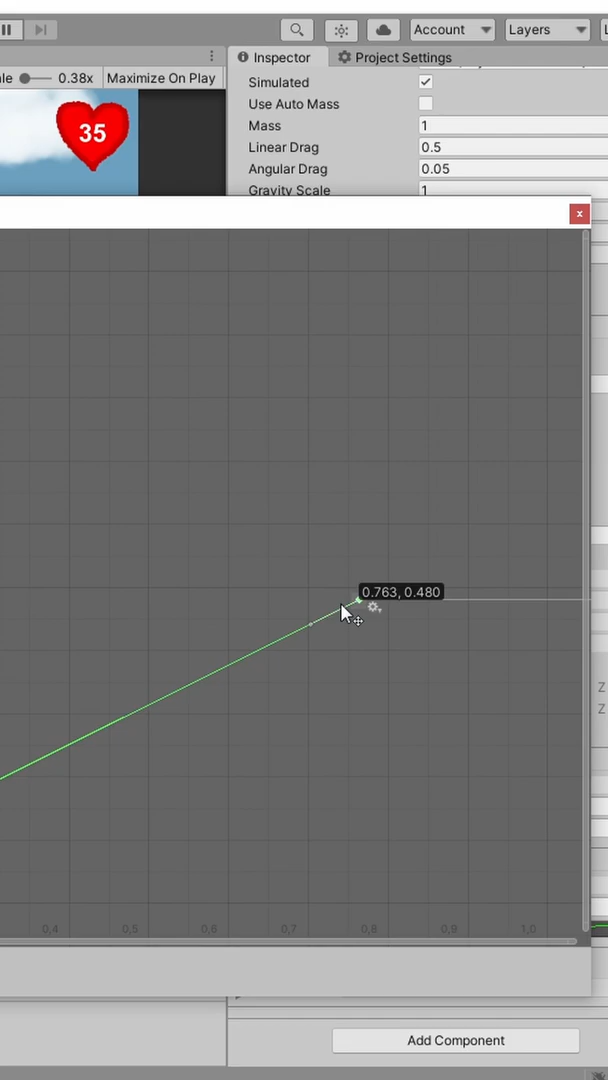 Account Layers L
Inspector Project Settings
0.38x Maximize On Play
Simulated
Use Auto Mass
35
Mass 1
Linear Drag 0.5
Angular Drag 0.05
Gravity Scale 1
x
0.763, 0.480
Z
Z
0,4 0,5 0,6 0,7 0,8 0,9 1,0
Add Component